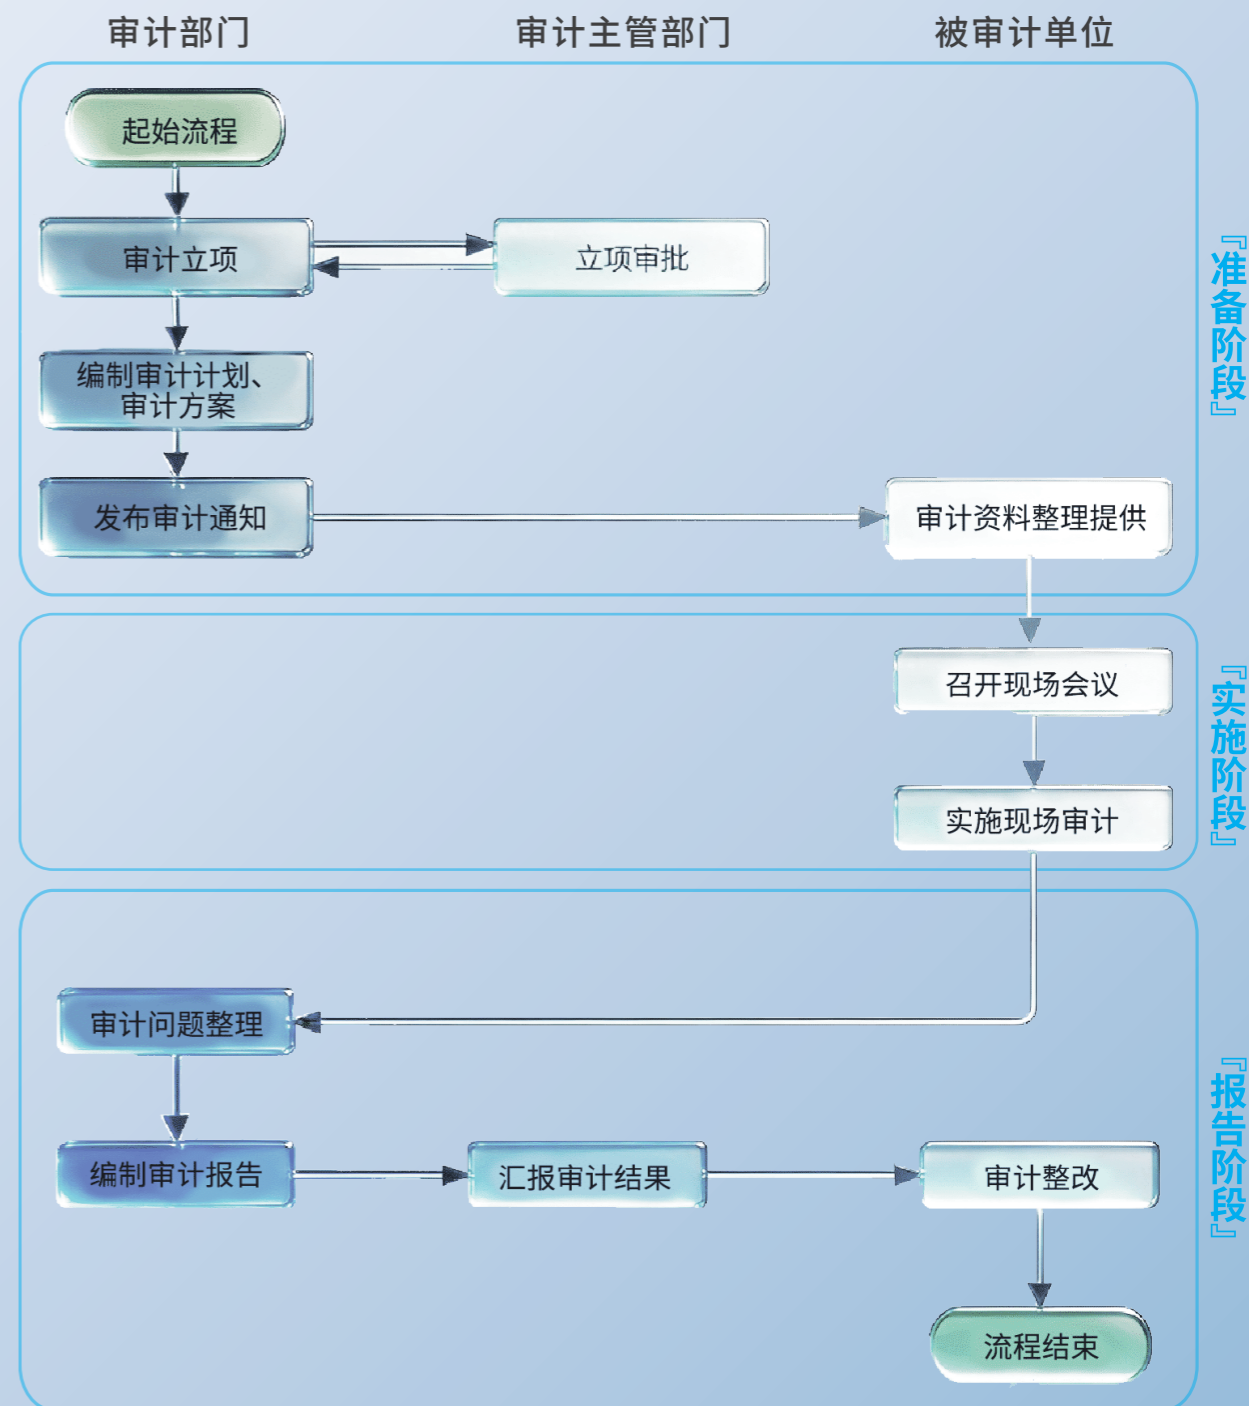 审计部门
审计主管部门
被审计单位
起始流程
审计立项
立项审批
编制审计计划、
审计方案
发布审计通知
审计资料整理提供
『准备阶段』
召开现场会议
实施现场审计
『实施阶段』
审计问题整理
编制审计报告
汇报审计结果
审计整改
流程结束
『报告阶段』